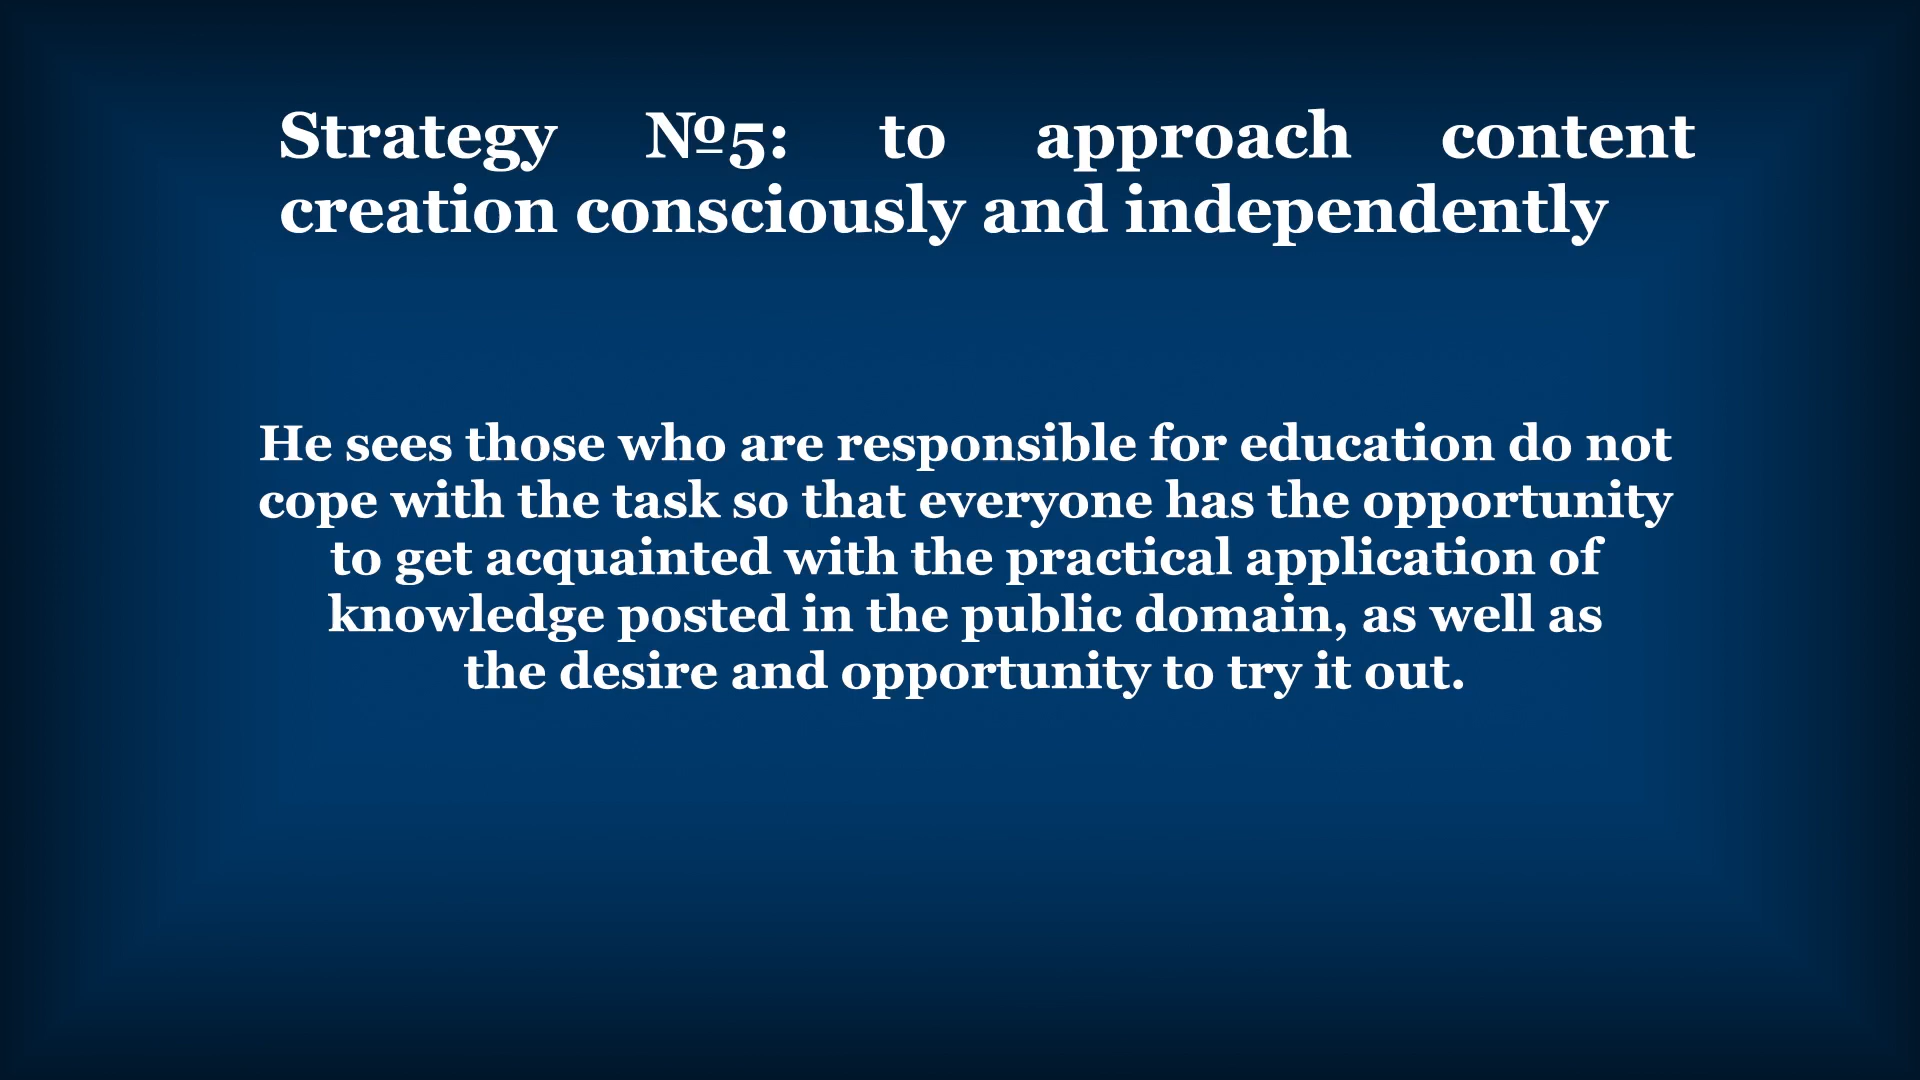 Strategy №5: to approach content
creation consciously and independently
He sees those who are responsible for education do not
cope with the task so that everyone has the opportunity
to get acquainted with the practical application of
knowledge posted in the public domain, as well as
the desire and opportunity to try it out.